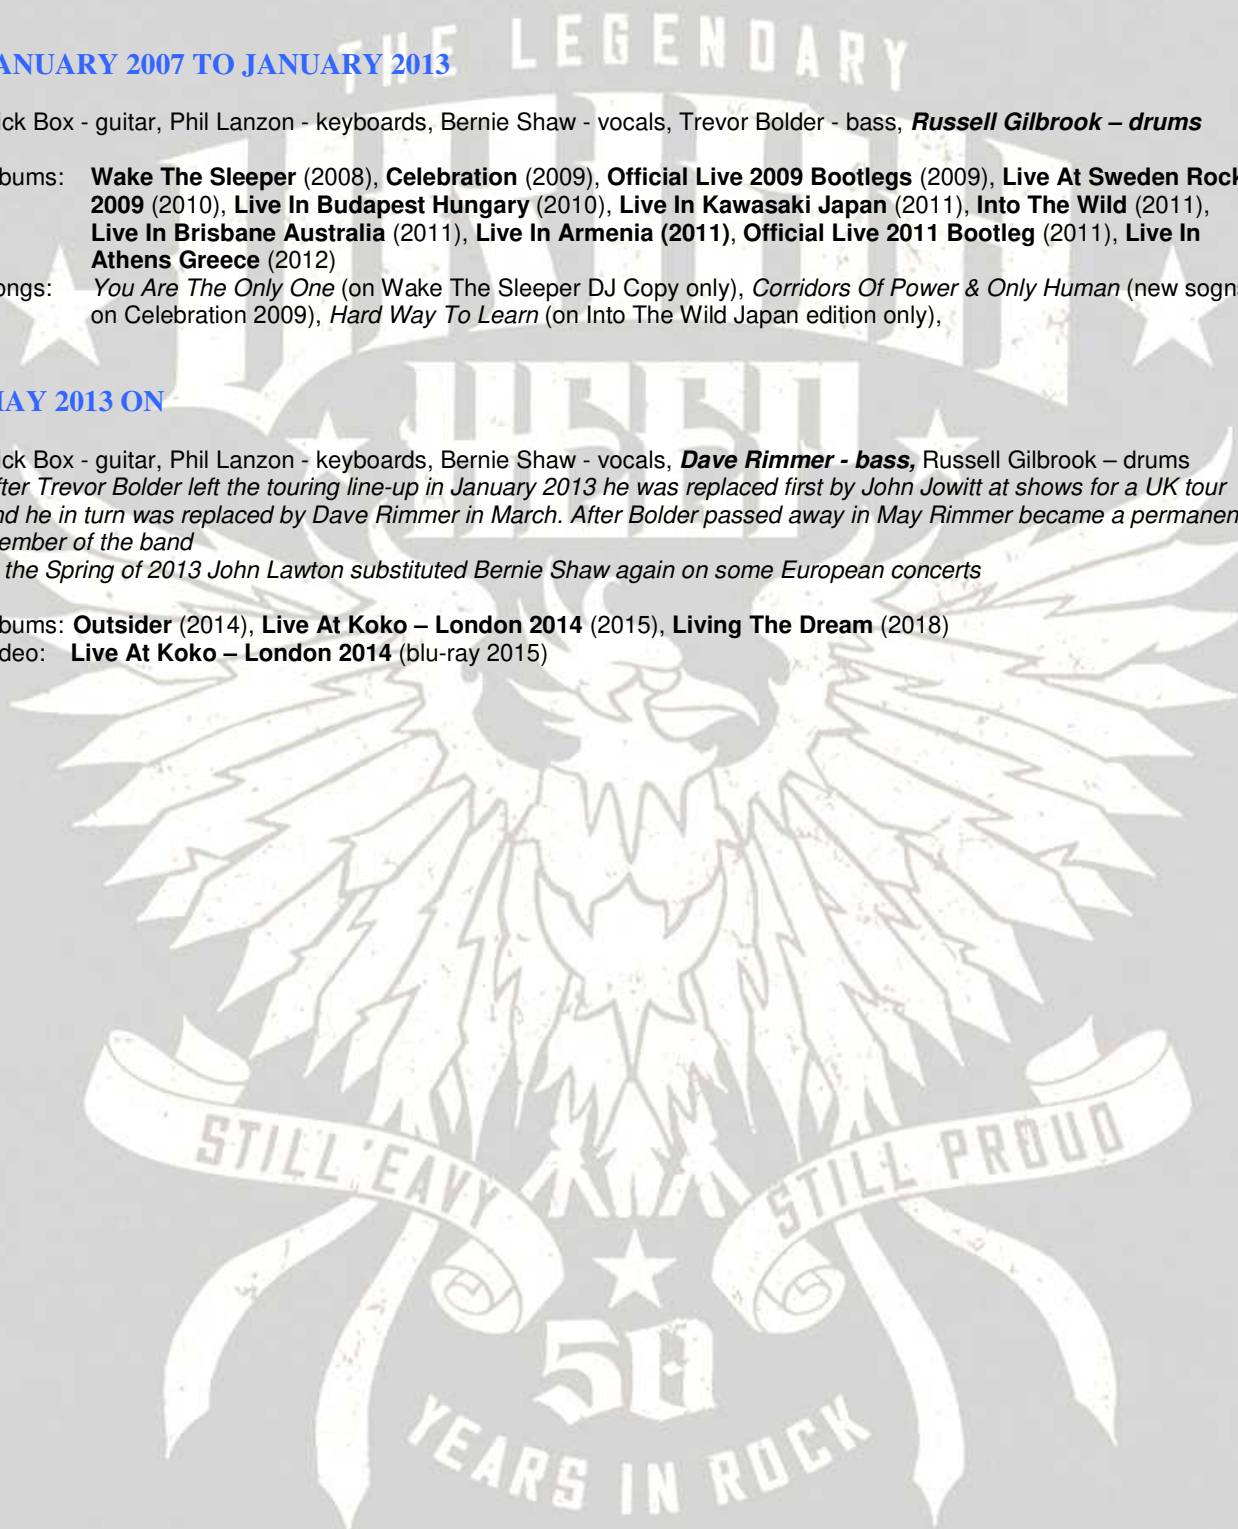 THE LEGENDARY
URIAH
HEEP
ANUARY 2007 TO JANUARY 2013
ick Box - guitar, Phil Lanzon - keyboards, Bernie Shaw - vocals, Trevor Bolder - bass, Russell Gilbrook – drums
bums: Wake The Sleeper (2008), Celebration (2009), Official Live 2009 Bootlegs (2009), Live At Sweden Rock
2009 (2010), Live In Budapest Hungary (2010), Live In Kawasaki Japan (2011), Into The Wild (2011),
Live In Brisbane Australia (2011), Live In Armenia (2011), Official Live 2011 Bootleg (2011), Live In
Athens Greece (2012)
ongs: You Are The Only One (on Wake The Sleeper DJ Copy only), Corridors Of Power & Only Human (new sogns
on Celebration 2009), Hard Way To Learn (on Into The Wild Japan edition only),
MAY 2013 ON
ick Box - guitar, Phil Lanzon - keyboards, Bernie Shaw - vocals, Dave Rimmer - bass, Russell Gilbrook – drums
fter Trevor Bolder left the touring line-up in January 2013 he was replaced first by John Jowitt at shows for a UK tour
nd he in turn was replaced by Dave Rimmer in March. After Bolder passed away in May Rimmer became a permanen
ember of the band
the Spring of 2013 John Lawton substituted Bernie Shaw again on some European concerts
bums: Outsider (2014), Live At Koko – London 2014 (2015), Living The Dream (2018)
deo: Live At Koko – London 2014 (blu-ray 2015)
STILL 'EAVY
STILL PROUD
50
YEARS IN ROCK